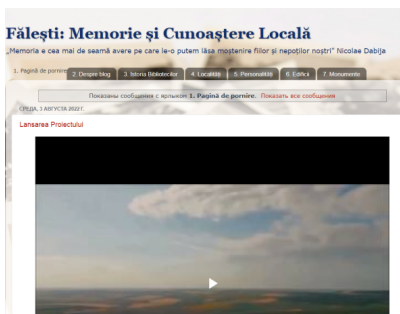 Fălești: Memorie și Cunoaștere Locală
„Memoria e cea mai de seamă avere pe care le-o putem lăsa moștenire fiilor și nepoților noștri" Nicolae Dabija
1. Pagină de pornire 2. Despre blog 3. Istoria Bibliotecilor 4. Localități 5. Personalități 6. Edificii 7. Monumente
Показаны сообщения с ярлыком 1. Pagină de pornire. Показать все сообщения
СРЕДА, 3 АВГУСТА 2022 Г.
Lansarea Proiectului